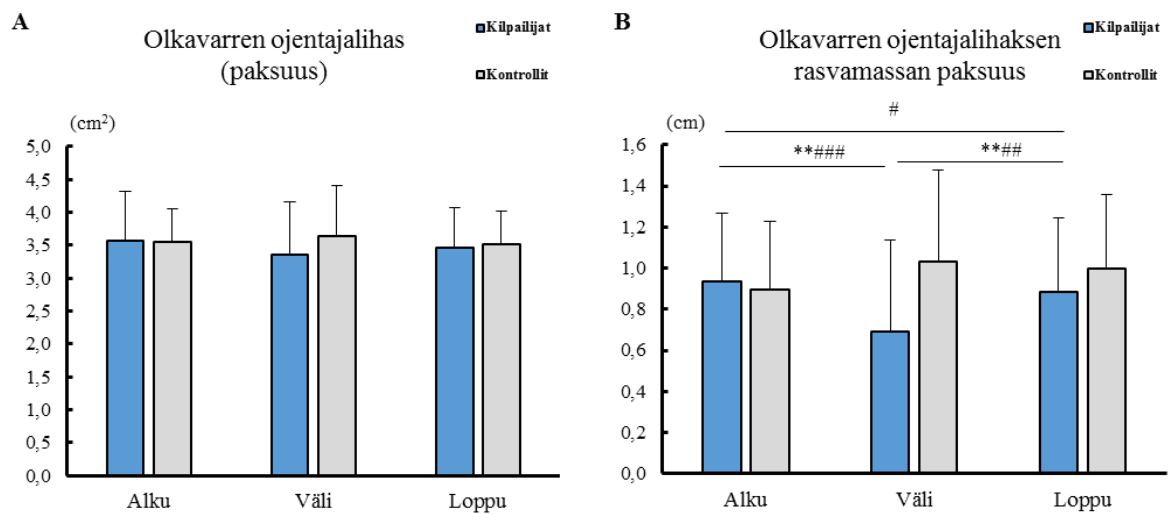 A
Olkavarren ojentajalihas
(paksuus)
Kilpailijat
Kontrollit
(cm²)
5,0
4,5
4,0
3,5
3,0
2,5
2,0
1,5
1,0
0,5
0,0
Alku Väli Loppu
B
Olkavarren ojentajalihaksen
rasvamassan paksuus
Kilpailijat
Kontrollit
(cm)
#
**###
**##
1,6
1,4
1,2
1,0
0,8
0,6
0,4
0,2
0,0
Alku Väli Loppu